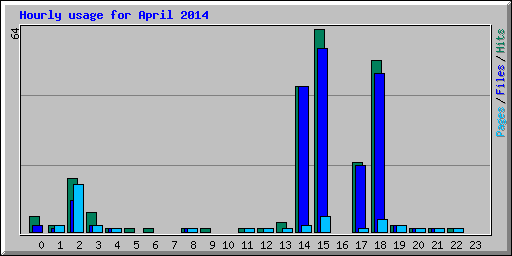 Hourly usage for April 2014
64
Pages / Files / Hits
0 1 2 3 4 5 6 7 8 9 10 11 12 13 14 15 16 17 18 19 20 21 22 23